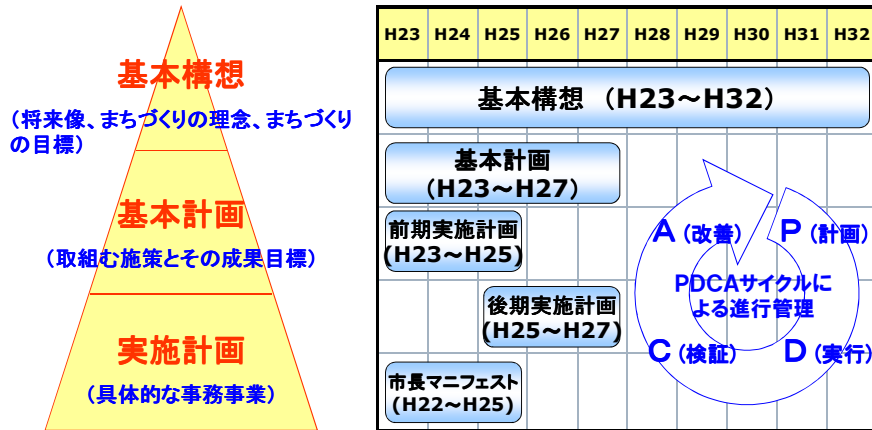 基本構想
（将来像、まちづくりの理念、まちづくり
の目標）
基本計画
（取組む施策とその成果目標）
実施計画
（具体的な事務事業）
H23 H24 H25 H26 H27 H28 H29 H30 H31 H32
基本構想 （H23～H32）
基本計画
（H23～H27）
前期実施計画
(H23～H25)
後期実施計画
(H25～H27)
市長マニフェスト
(H22～H25)
A（改善） P（計画）
PDCAサイクルに
よる進行管理
C（検証） D（実行）